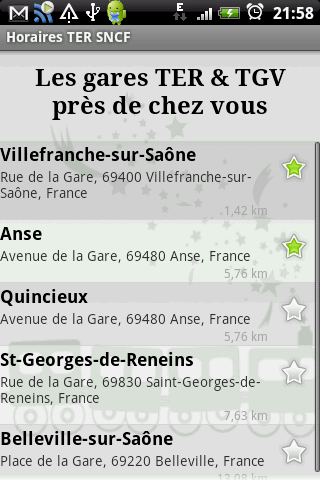 E
21:58
Horaires TER SNCF
Les gares TER & TGV
près de chez vous
Villefranche-sur-Saône
Rue de la Gare, 69400 Villefranche-sur-
Saône, France
1,42 km
Anse
Avenue de la Gare, 69480 Anse, France
5,76 km
Quincieux
Avenue de la Gare, 69480 Anse, France
5,76 km
St-Georges-de-Reneins
Rue de la Gare, 69830 Saint-Georges-de-
Reneins, France
7,63 km
Belleville-sur-Saône
Place de la Gare, 69220 Belleville, France
13,98 km